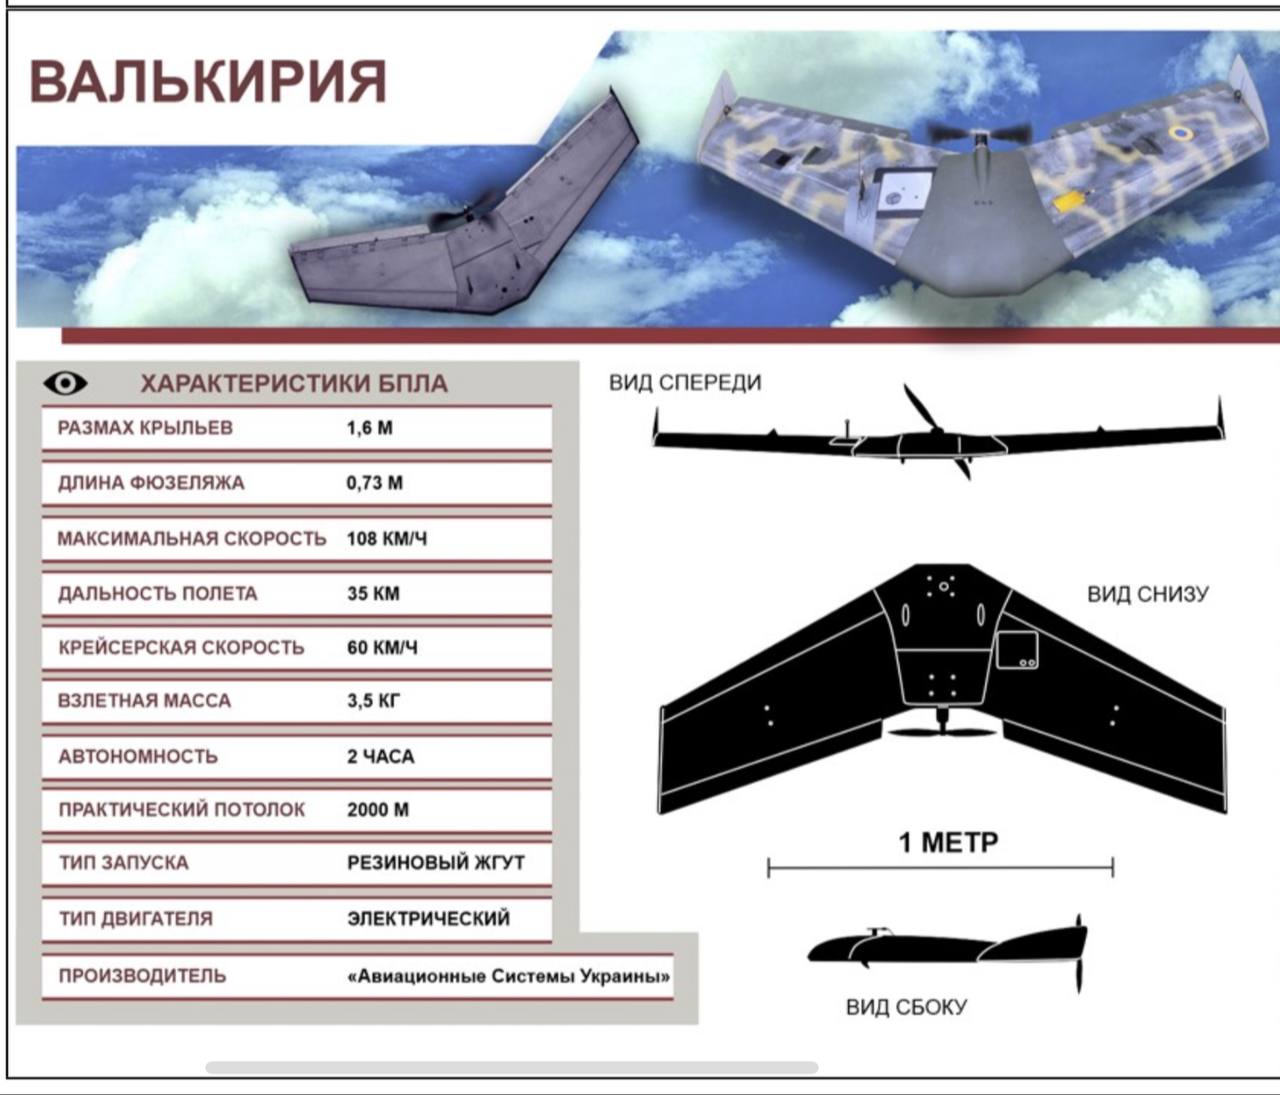 ВАЛЬКИРИЯ
ХАРАКТЕРИСТИКИ БПЛА
РАЗМАХ КРЫЛЬЕВ 1,6 М
ДЛИНА ФЮЗЕЛЯЖА 0,73 М
МАКСИМАЛЬНАЯ СКОРОСТЬ 108 КМ/Ч
ДАЛЬНОСТЬ ПОЛЕТА 35 КМ
КРЕЙСЕРСКАЯ СКОРОСТЬ 60 КМ/Ч
ВЗЛЕТНАЯ МАССА 3,5 КГ
АВТОНОМНОСТЬ 2 ЧАСА
ПРАКТИЧЕСКИЙ ПОТОЛОК 2000 М
ТИП ЗАПУСКА РЕЗИНОВЫЙ ЖГУТ
ТИП ДВИГАТЕЛЯ ЭЛЕКТРИЧЕСКИЙ
ПРОИЗВОДИТЕЛЬ «Авиационные Системы Украины»
ВИД СПЕРЕДИ
ВИД СНИЗУ
1 МЕТР
ВИД СБОКУ